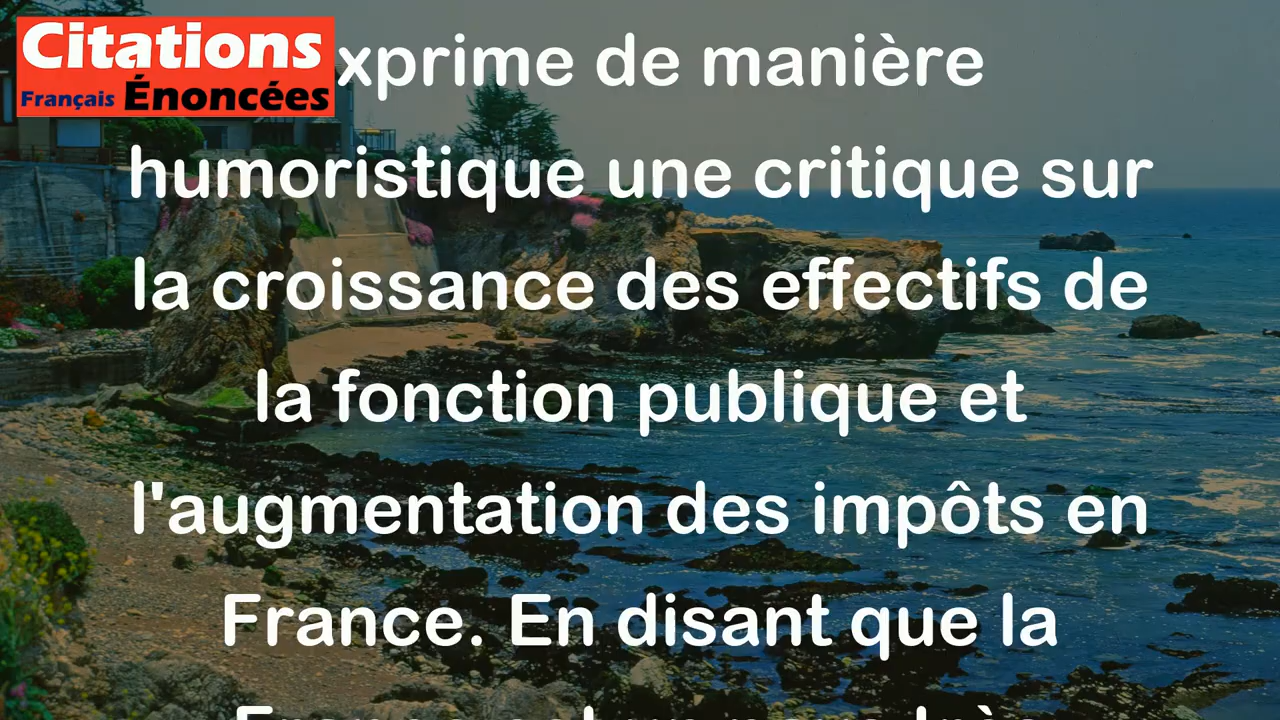 Citations
Français Énoncées
xprime de manière
humoristique une critique sur
la croissance des effectifs de
la fonction publique et
l'augmentation des impôts en
France. En disant que la